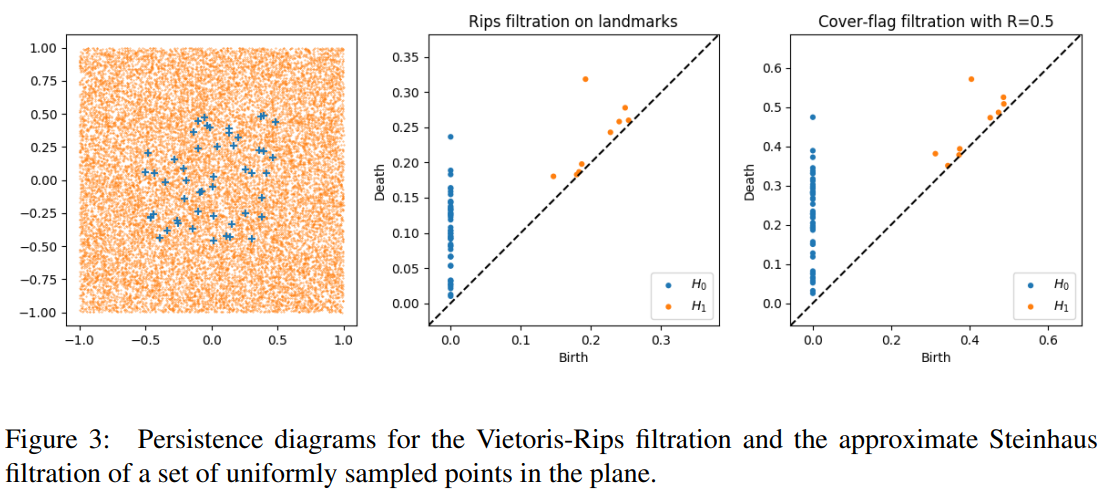 Rips filtration on landmarks
Cover-flag filtration with R=0.5
1.00
0.75
0.50
0.25
0.00
−0.25
−0.50
−0.75
−1.00
−1.0 −0.5 0.0 0.5 1.0
Death
0.35
0.30
0.25
0.20
0.15
0.10
0.05
0.00
H0
H1
0.0 0.1 0.2 0.3
Birth
Death
0.6
0.5
0.4
0.3
0.2
0.1
0.0
H0
H1
0.0 0.2 0.4 0.6
Birth
Figure 3: Persistence diagrams for the Vietoris-Rips filtration and the approximate Steinhaus
filtration of a set of uniformly sampled points in the plane.